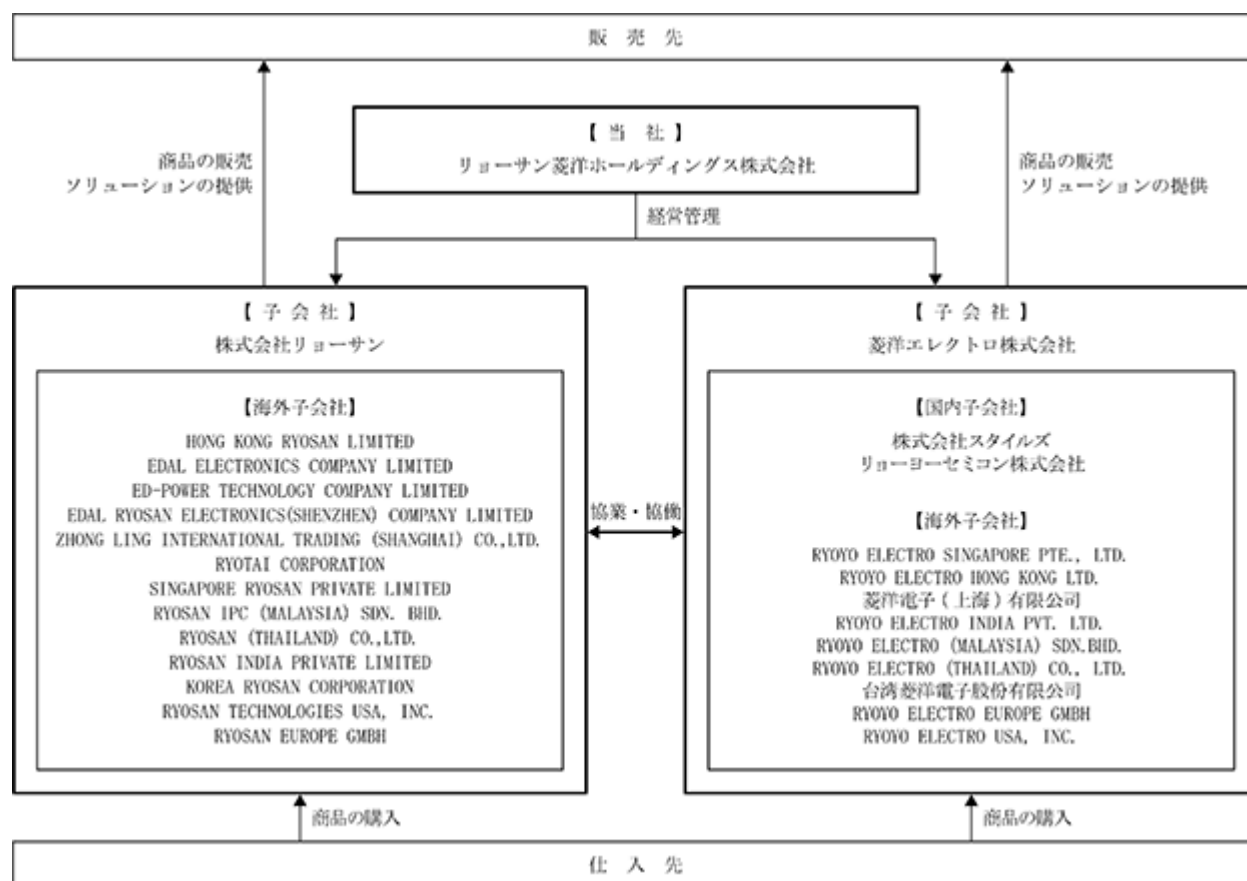 販 売 先
【 当 社 】
リョーサン菱洋ホールディングス株式会社
商品の販売
ソリューションの提供
商品の販売
ソリューションの提供
経営管理
【 子 会 社 】
株式会社リョーサン
【海外子会社】
HONG KONG RYOSAN LIMITED
EDAL ELECTRONICS COMPANY LIMITED
ED-POWER TECHNOLOGY COMPANY LIMITED
EDAL RYOSAN ELECTRONICS(SHENZHEN) COMPANY LIMITED
ZHONG LING INTERNATIONAL TRADING (SHANGHAI) CO.,LTD.
RYOTAI CORPORATION
SINGAPORE RYOSAN PRIVATE LIMITED
RYOSAN IPC (MALAYSIA) SDN. BHD.
RYOSAN (THAILAND) CO.,LTD.
RYOSAN INDIA PRIVATE LIMITED
KOREA RYOSAN CORPORATION
RYOSAN TECHNOLOGIES USA, INC.
RYOSAN EUROPE GMBH
協業・協働
【 子 会 社 】
菱洋エレクトロ株式会社
【国内子会社】
株式会社スタイルズ
リョーヨーセミコン株式会社
【海外子会社】
RYOYO ELECTRO SINGAPORE PTE., LTD.
RYOYO ELECTRO HONG KONG LTD.
菱洋電子(上海)有限公司
RYOYO ELECTRO INDIA PVT. LTD.
RYOYO ELECTRO (MALAYSIA) SDN.BHD.
RYOYO ELECTRO (THAILAND) CO., LTD.
台湾菱洋電子股份有限公司
RYOYO ELECTRO EUROPE GMBH
RYOYO ELECTRO USA, INC.
商品の購入
商品の購入
仕 入 先